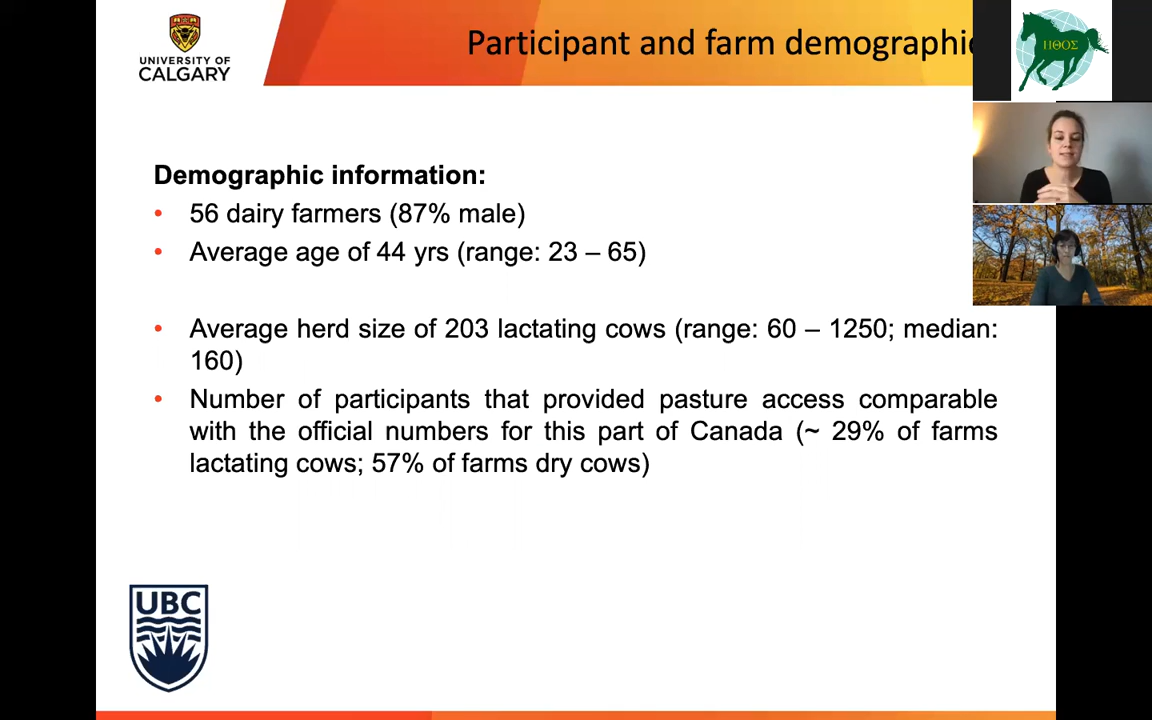 UNIVERSITY OF
CALGARY
Participant and farm demographic
ΗΘΟΣ
Demographic information:
• 56 dairy farmers (87% male)
• Average age of 44 yrs (range: 23 – 65)
• Average herd size of 203 lactating cows (range: 60 – 1250; median:
160)
• Number of participants that provided pasture access comparable
with the official numbers for this part of Canada (~ 29% of farms
lactating cows; 57% of farms dry cows)
UBC